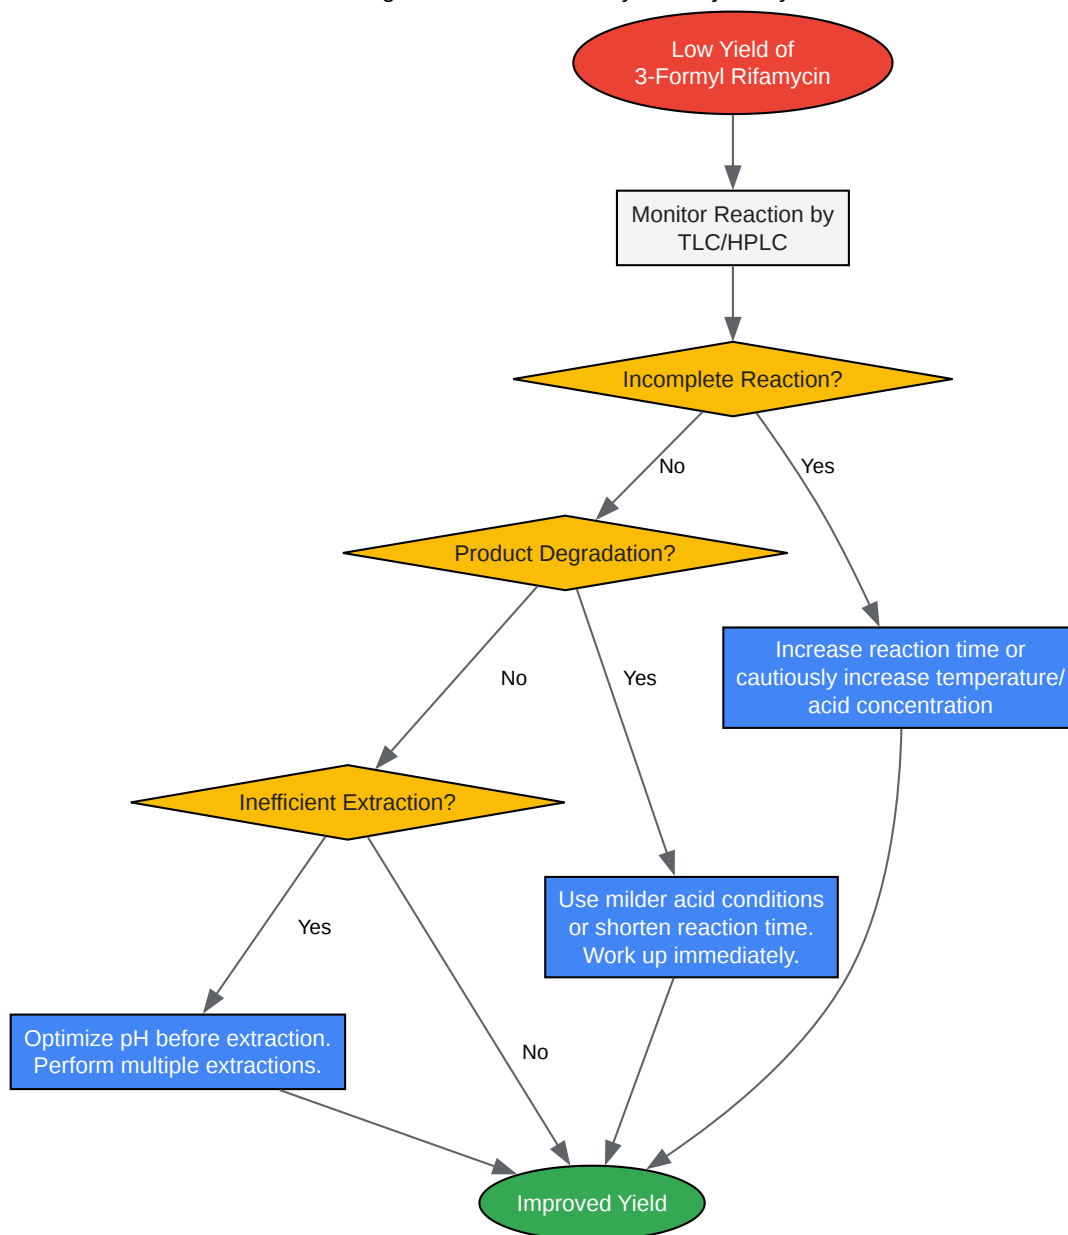 Low Yield of
3-Formyl Rifamycin
Monitor Reaction by
TLC/HPLC
Incomplete Reaction?
No
Yes
Product Degradation?
No
Yes
Increase reaction time or
cautiously increase temperature/
acid concentration
Inefficient Extraction?
Yes
Use milder acid conditions
or shorten reaction time.
Work up immediately.
Optimize pH before extraction.
Perform multiple extractions.
No
Improved Yield